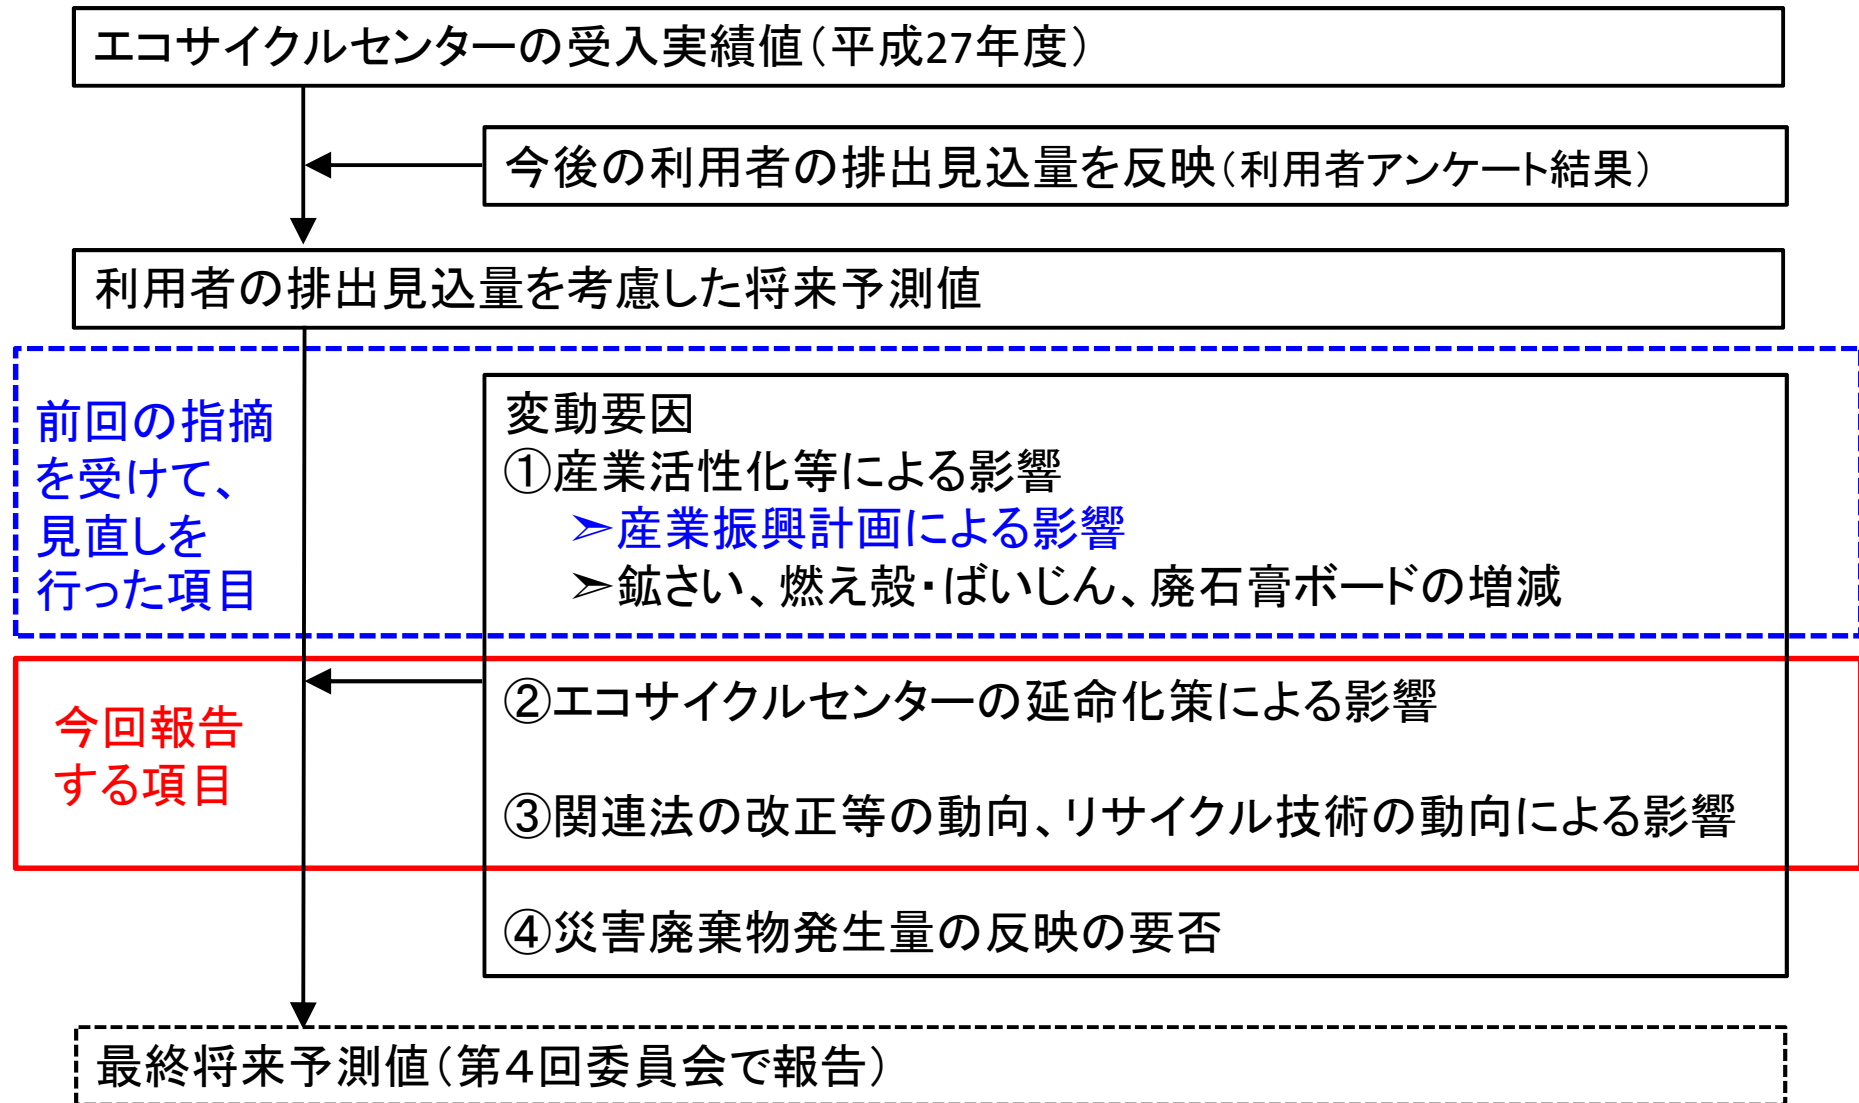 エコサイクルセンターの受入実績値（平成27年度）
今後の利用者の排出見込量を反映（利用者アンケート結果）
利用者の排出見込量を考慮した将来予測値
前回の指摘
を受けて、
見直しを
行った項目
変動要因
①産業活性化等による影響
➣産業振興計画による影響
➣鉱さい、燃え殻・ばいじん、廃石膏ボードの増減
今回報告
する項目
②エコサイクルセンターの延命化策による影響
③関連法の改正等の動向、リサイクル技術の動向による影響
④災害廃棄物発生量の反映の要否
最終将来予測値（第4回委員会で報告）